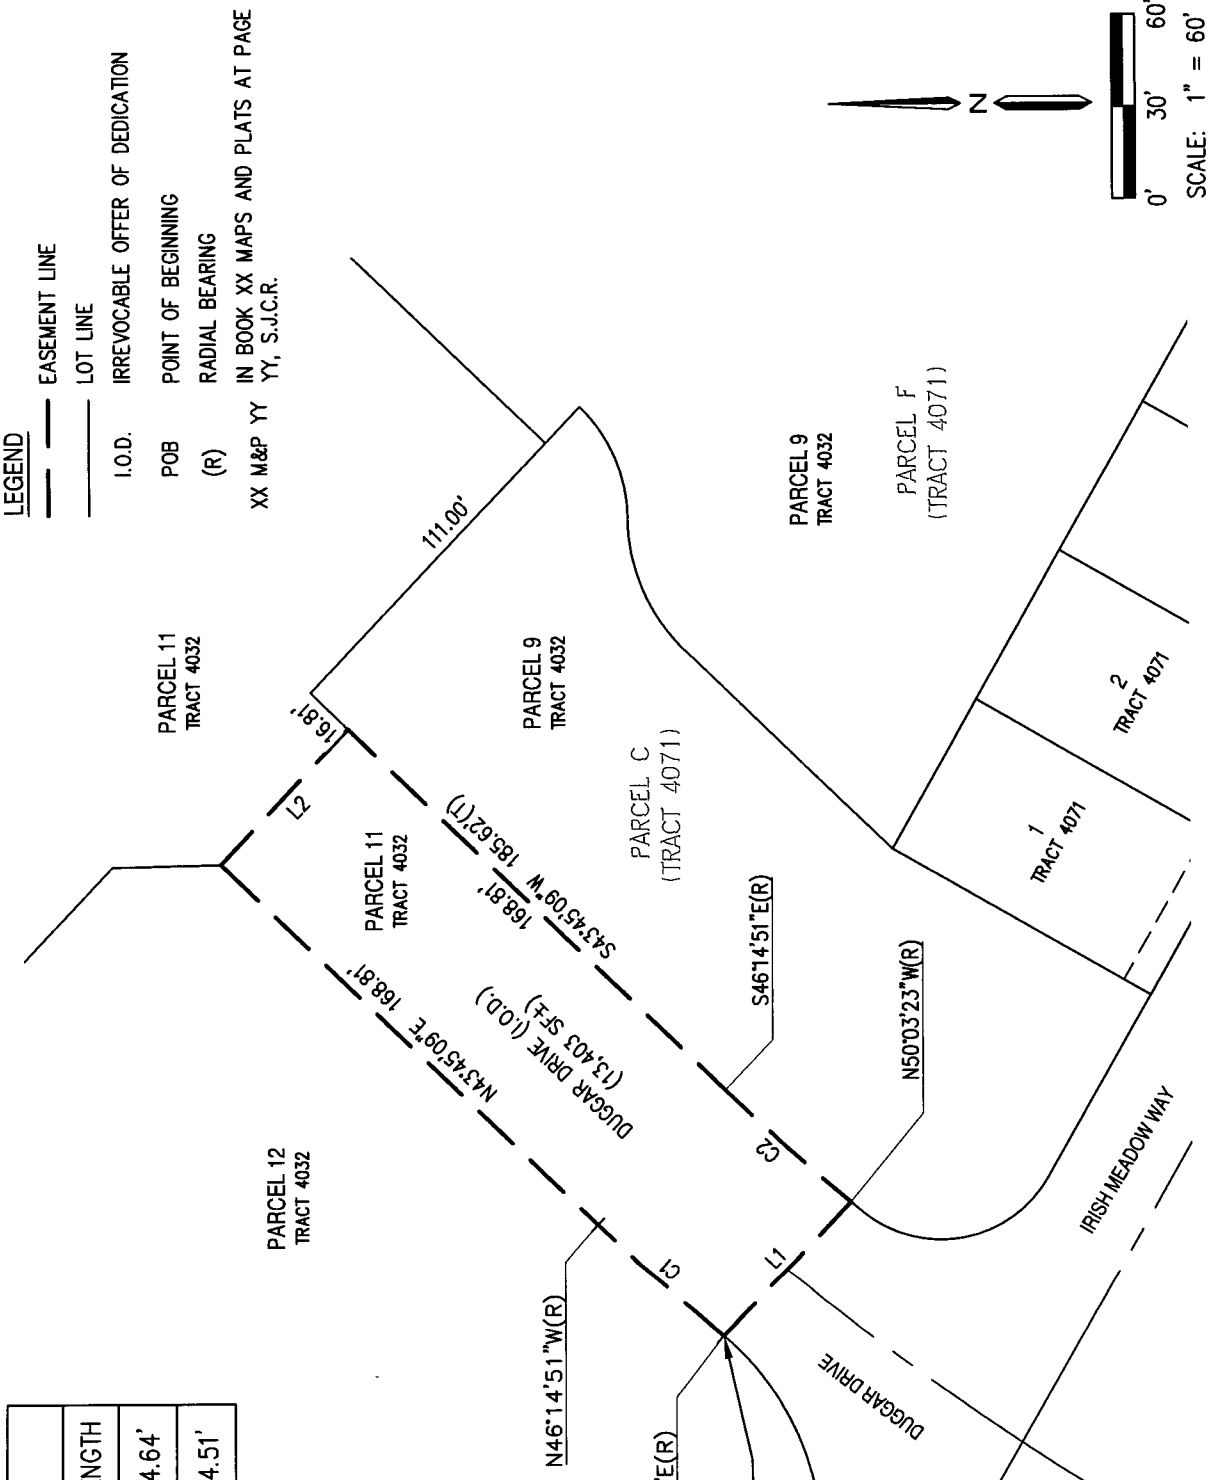 LEGEND
EASEMENT LINE
LOT LINE
I.O.D. IRREVOCABLE OFFER OF DEDICATION
POB POINT OF BEGINNING
(R) RADIAL BEARING
XX M&P YY IN BOOK XX MAPS AND PLATS AT PAGE
YY, S.J.C.R.
NGTH
4.64'
4.51'
PARCEL 12
TRACT 4032
PARCEL 11
TRACT 4032
PARCEL 11
TRACT 4032
PARCEL 9
TRACT 4032
PARCEL C
(TRACT 4071)
PARCEL 9
TRACT 4032
PARCEL F
(TRACT 4071)
111.00'
16.81'
L2
N43°45'09"E 168.81'
DUGGAR DRIVE (I.O.D.)
(13,403 SF±)
168.81'
S43°45'09"W 185.62'(T)
N46°14'51"W(R)
S46°14'51"E(R)
N50°03'23"W(R)
'E(R)
C1
C2
L1
DUGGAR DRIVE
IRISH MEADOW WAY
1
TRACT 4071
2
TRACT 4071
N
0' 30' 60'
SCALE: 1" = 60'